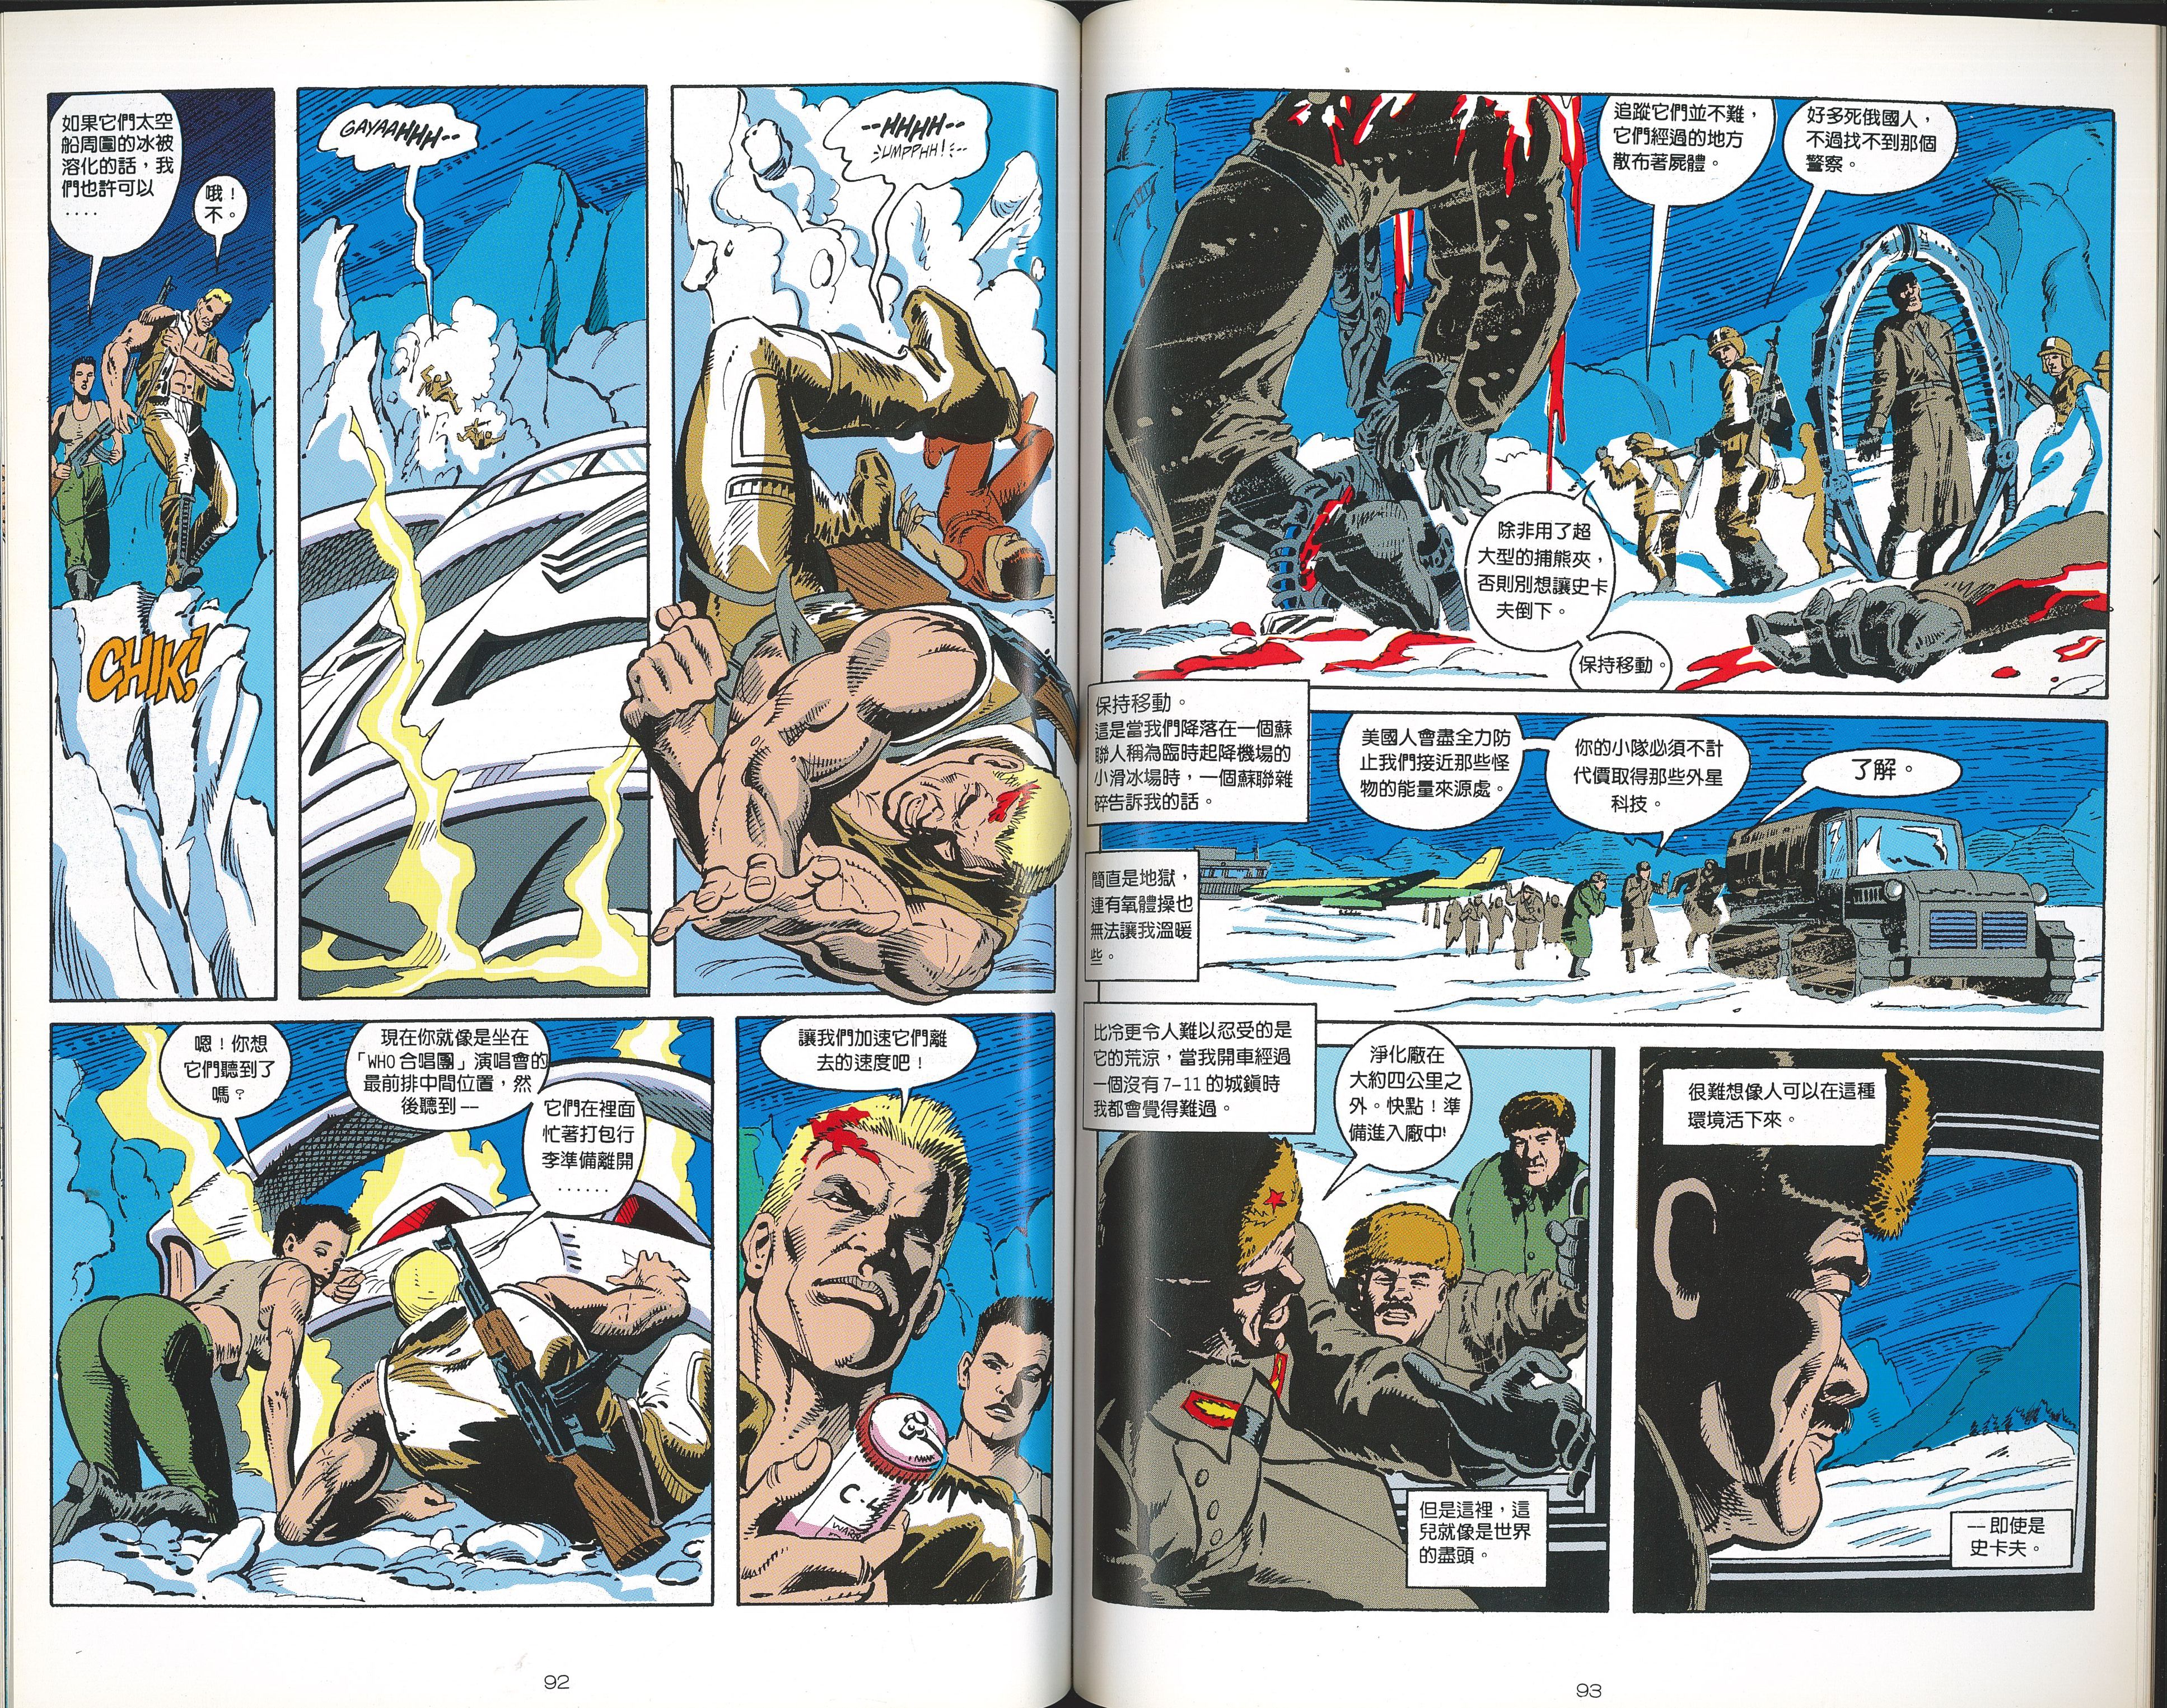 如果它們太空
船周圍的冰被
溶化的話，我
們也許可以
‥‥
哦！
不。
CHIK!
GAYAAHHH--
--HHHH--
UMPPHH!--
嗯！你想
它們聽到了
嗎？
現在你就像是坐在
「WHO 合唱團」演唱會的
最前排中間位置，然
後聽到--
它們在裡面
忙著打包行
李準備離開
‥‥‥
讓我們加速它們離
去的速度吧！
C-4
WARN
92
追蹤它們並不難，
它們經過的地方
散布著屍體。
好多死俄國人，
不過找不到那個
警察。
除非用了超
大型的捕熊夾，
否則別想讓史卡
夫倒下。
保持移動。
保持移動。
這是當我們降落在一個蘇
聯人稱為臨時起降機場的
小滑冰場時，一個蘇聯雜
碎告訴我的話。
美國人會盡全力防
止我們接近那些怪
物的能量來源處。
你的小隊必須不計
代價取得那些外星
科技。
了解。
簡直是地獄，
連有氧體操也
無法讓我溫暖
些。
比冷更令人難以忍受的是
它的荒涼，當我開車經過
一個沒有7-11的城鎮時
我都會覺得難過。
淨化廠在
大約四公里之
外。快點！準
備進入廠中!
但是這裡，這
兒就像是世界
的盡頭。
很難想像人可以在這種
環境活下來。
--即使是
史卡夫。
93